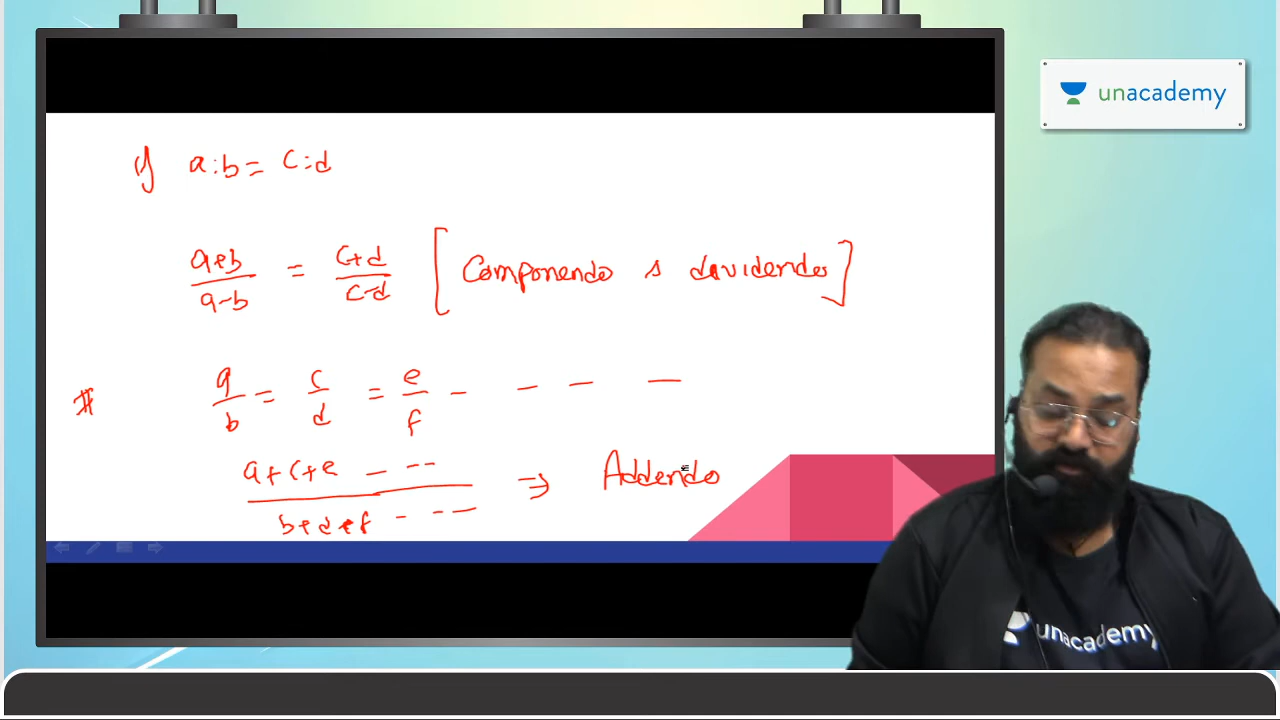 unacademy
If a:b = c:d
a+b/a-b = c+d/c-d [Componendo & dividendo]
# a/b = c/d = e/f - - - -
a+c+e - - - / b+d+f - - - ⇒ Addendo
unacademy